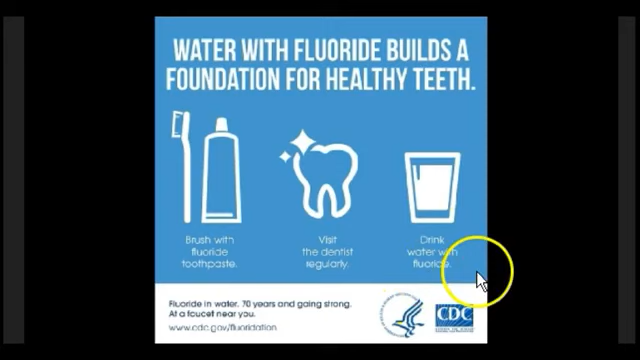 WATER WITH FLUORIDE BUILDS A
FOUNDATION FOR HEALTHY TEETH.
Brush with
fluoride
toothpaste.
Visit
the dentist
regularly.
Drink
water with
fluoride.
Fluoride in water. 70 years and going strong.
At a faucet near you.
www.cdc.gov/fluoridation
CDC